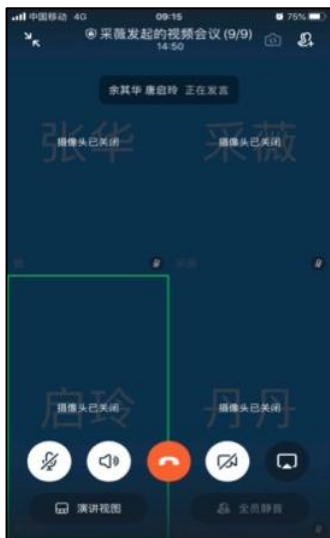 中国移动 4G 09:15 75%
采薇发起的视频会议 (9/9)
14:50
余其华 唐启玲 正在发言
张华 采薇
摄像头已关闭 摄像头已关闭
启玲 丹丹
摄像头已关闭 摄像头已关闭
演讲视图 全员静音